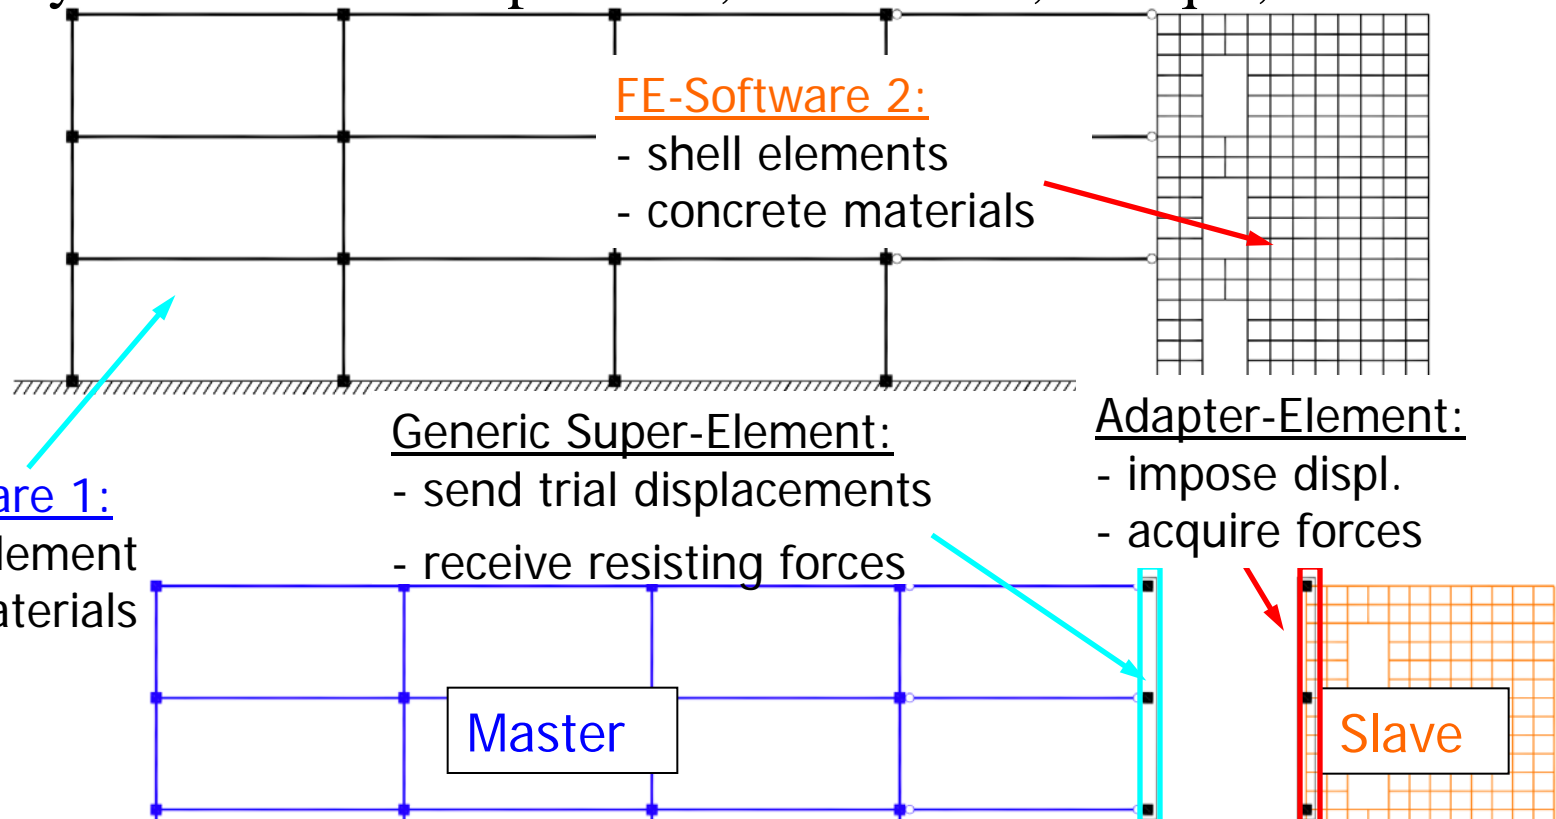 FE-Software 2:
- shell elements
- concrete materials
Generic Super-Element:
- send trial displacements
- receive resisting forces
Adapter-Element:
- impose displ.
- acquire forces
are 1:
lement
aterials
Master
Slave